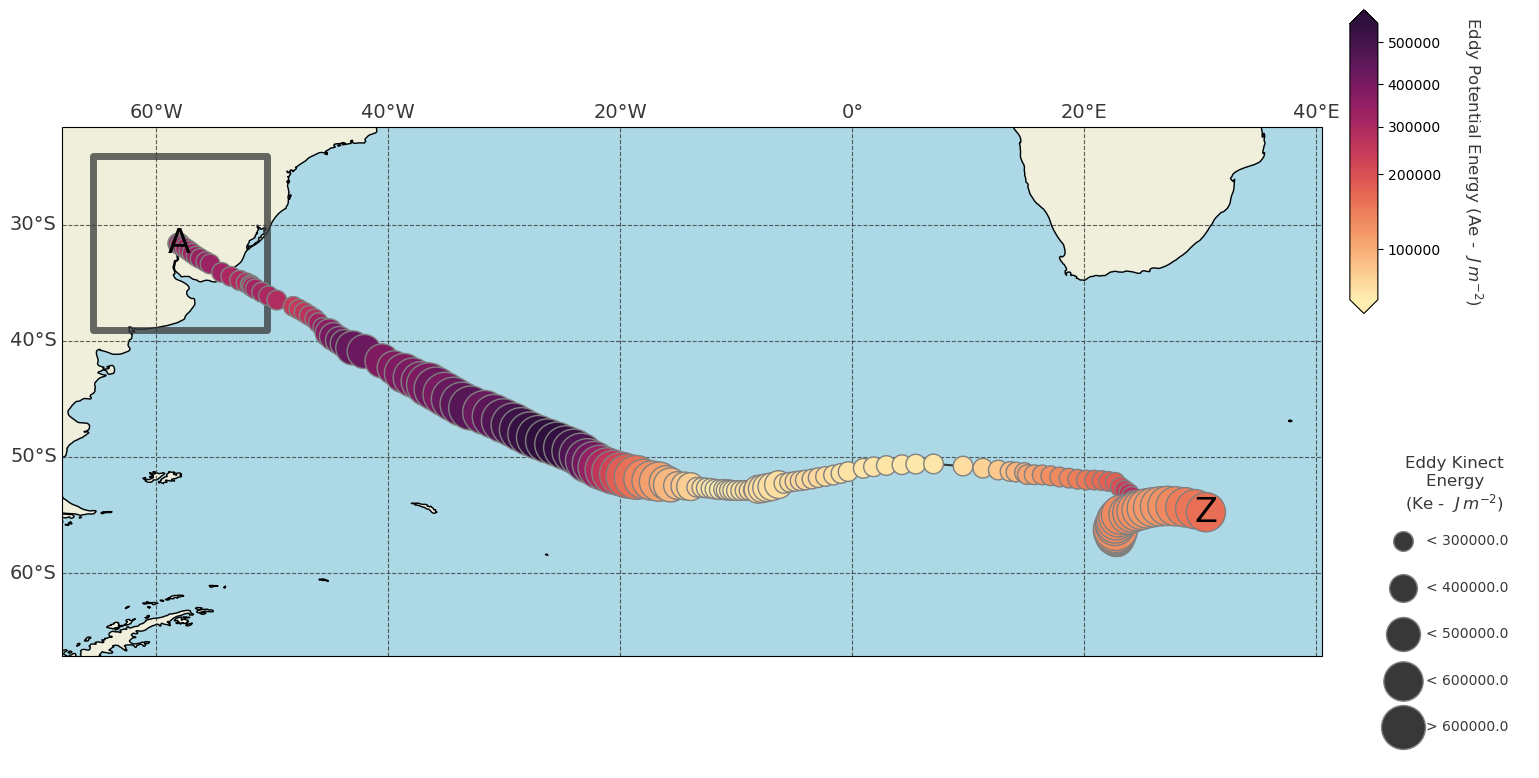 60°W 40°W 20°W 0° 20°E 40°E
30°S
40°S
50°S
60°S
A
Z
500000
400000
300000
200000
100000
Eddy Potential Energy (Ae - J m⁻²)
Eddy Kinect
Energy
(Ke - J m⁻²)
< 300000.0
< 400000.0
< 500000.0
< 600000.0
> 600000.0